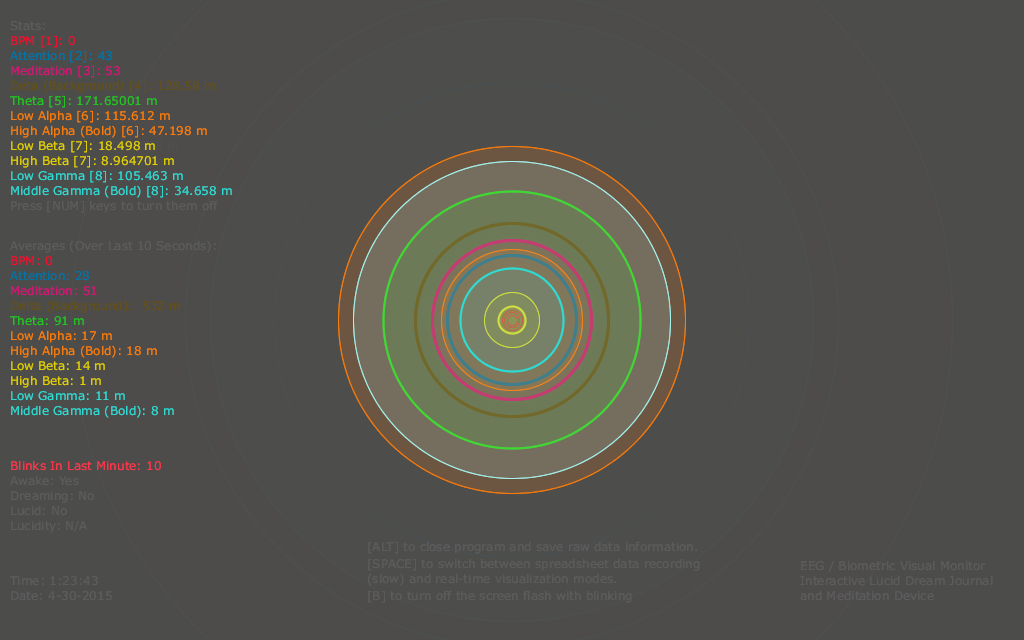 Stats:
BPM [1]: 0
Attention [2]: 43
Meditation [3]: 53
Theta [5]: 171.65001 m
Low Alpha [6]: 115.612 m
High Alpha (Bold) [6]: 47.198 m
Low Beta [7]: 18.498 m
High Beta [7]: 8.964701 m
Low Gamma [8]: 105.463 m
Middle Gamma (Bold) [8]: 34.658 m
Press [NUM] keys to turn them off
Averages (Over Last 10 Seconds):
BPM: 0
Attention: 28
Meditation: 51
Theta: 91 m
Low Alpha: 17 m
High Alpha (Bold): 18 m
Low Beta: 14 m
High Beta: 1 m
Low Gamma: 11 m
Middle Gamma (Bold): 8 m
Blinks In Last Minute: 10
Awake: Yes
Dreaming: No
Lucid: No
Lucidity: N/A
Time: 1:23:43
Date: 4-30-2015
[ALT] to close program and save raw data information.
[SPACE] to switch between spreadsheet data recording
(slow) and real-time visualization modes.
[B] to turn off the screen flash with blinking
EEG / Biometric Visual Monitor
Interactive Lucid Dream Journal
and Meditation Device